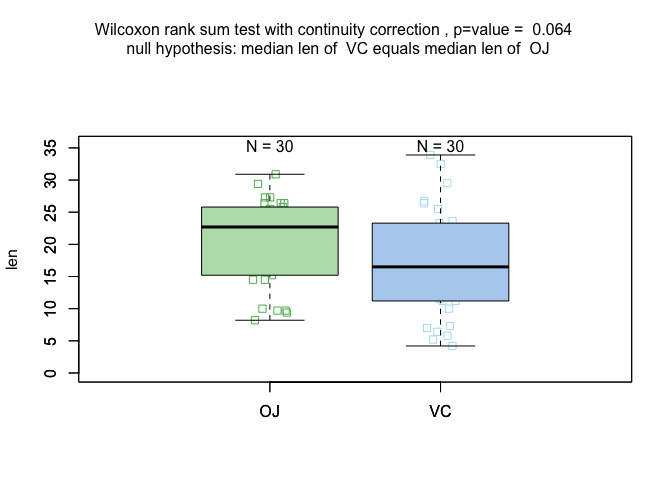 Wilcoxon rank sum test with continuity correction , p=value =  0.064
null hypothesis: median len of  VC equals median len of  OJ
N = 30
N = 30
35
30
25
20
15
10
5
0
len
OJ
VC